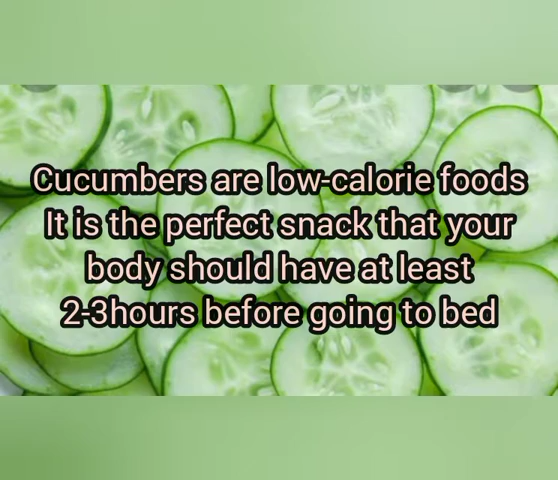 Cucumbers are low-calorie foods
It is the perfect snack that your
body should have at least
2-3hours before going to bed